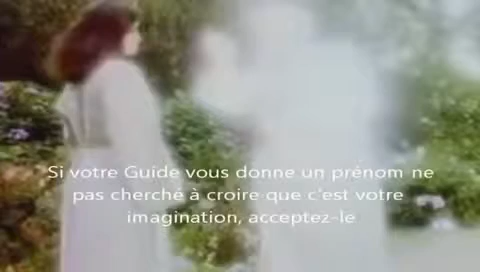 Si votre Guide vous donne un prénom ne
pas cherché à croire que c'est votre
imagination, acceptez-le